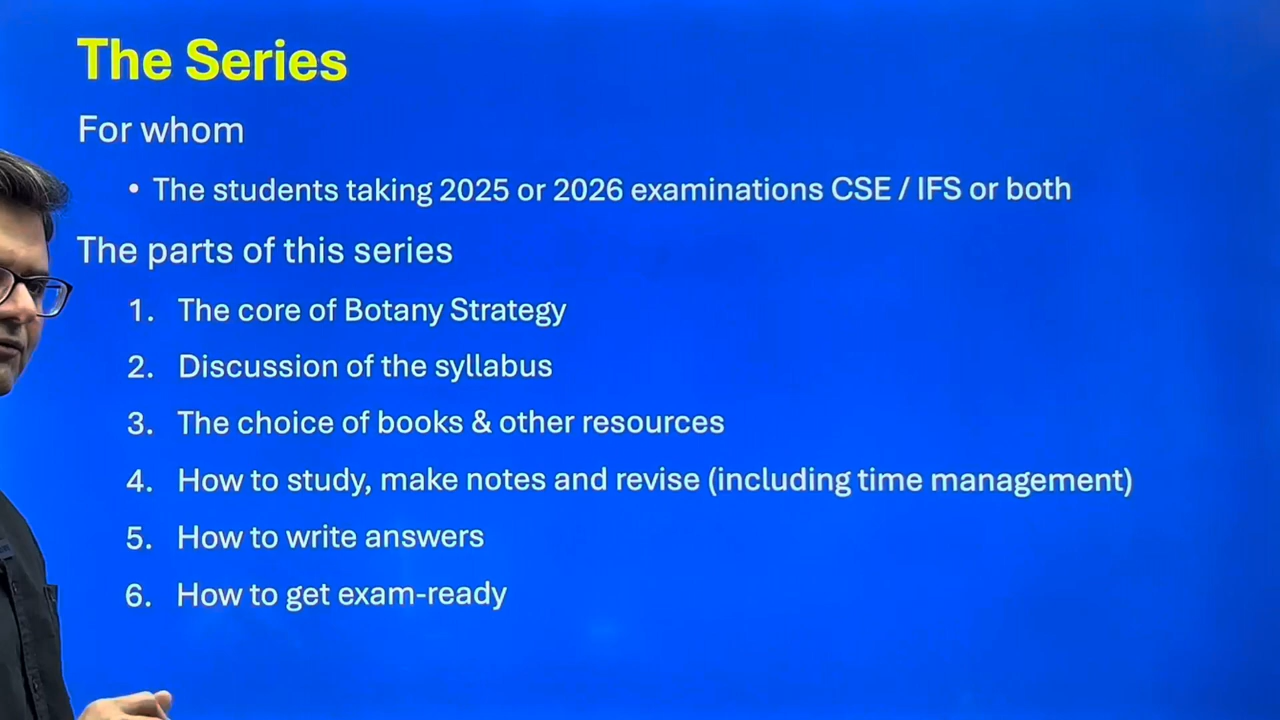 The Series
For whom
• The students taking 2025 or 2026 examinations CSE / IFS or both
The parts of this series
1. The core of Botany Strategy
2. Discussion of the syllabus
3. The choice of books & other resources
4. How to study, make notes and revise (including time management)
5. How to write answers
6. How to get exam-ready